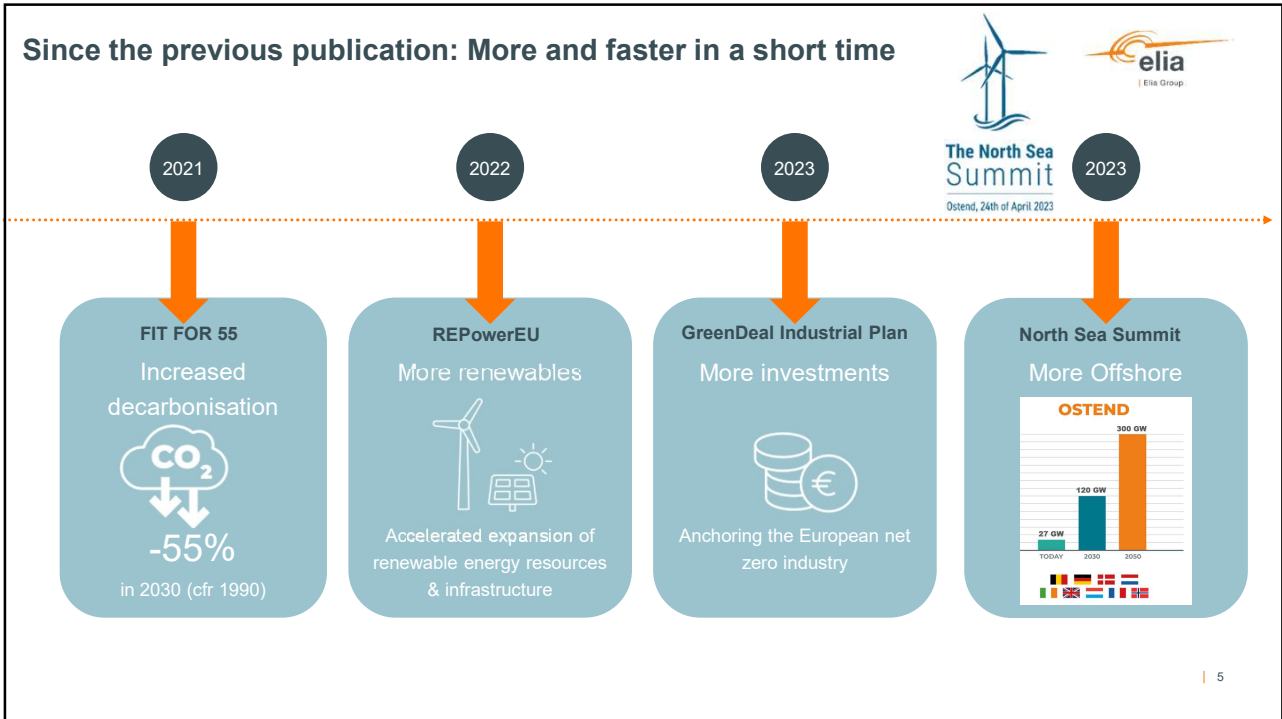 Since the previous publication: More and faster in a short time
elia
| Elia Group
The North Sea
Summit
Ostend, 24th of April 2023
2021
2022
2023
2023
FIT FOR 55
Increased
decarbonisation
CO2
-55%
in 2030 (cfr 1990)
REPowerEU
More renewables
Accelerated expansion of
renewable energy resources
& infrastructure
GreenDeal Industrial Plan
More investments
€
Anchoring the European net
zero industry
North Sea Summit
More Offshore
OSTEND
300 GW
120 GW
27 GW
TODAY 2030 2050
| 5